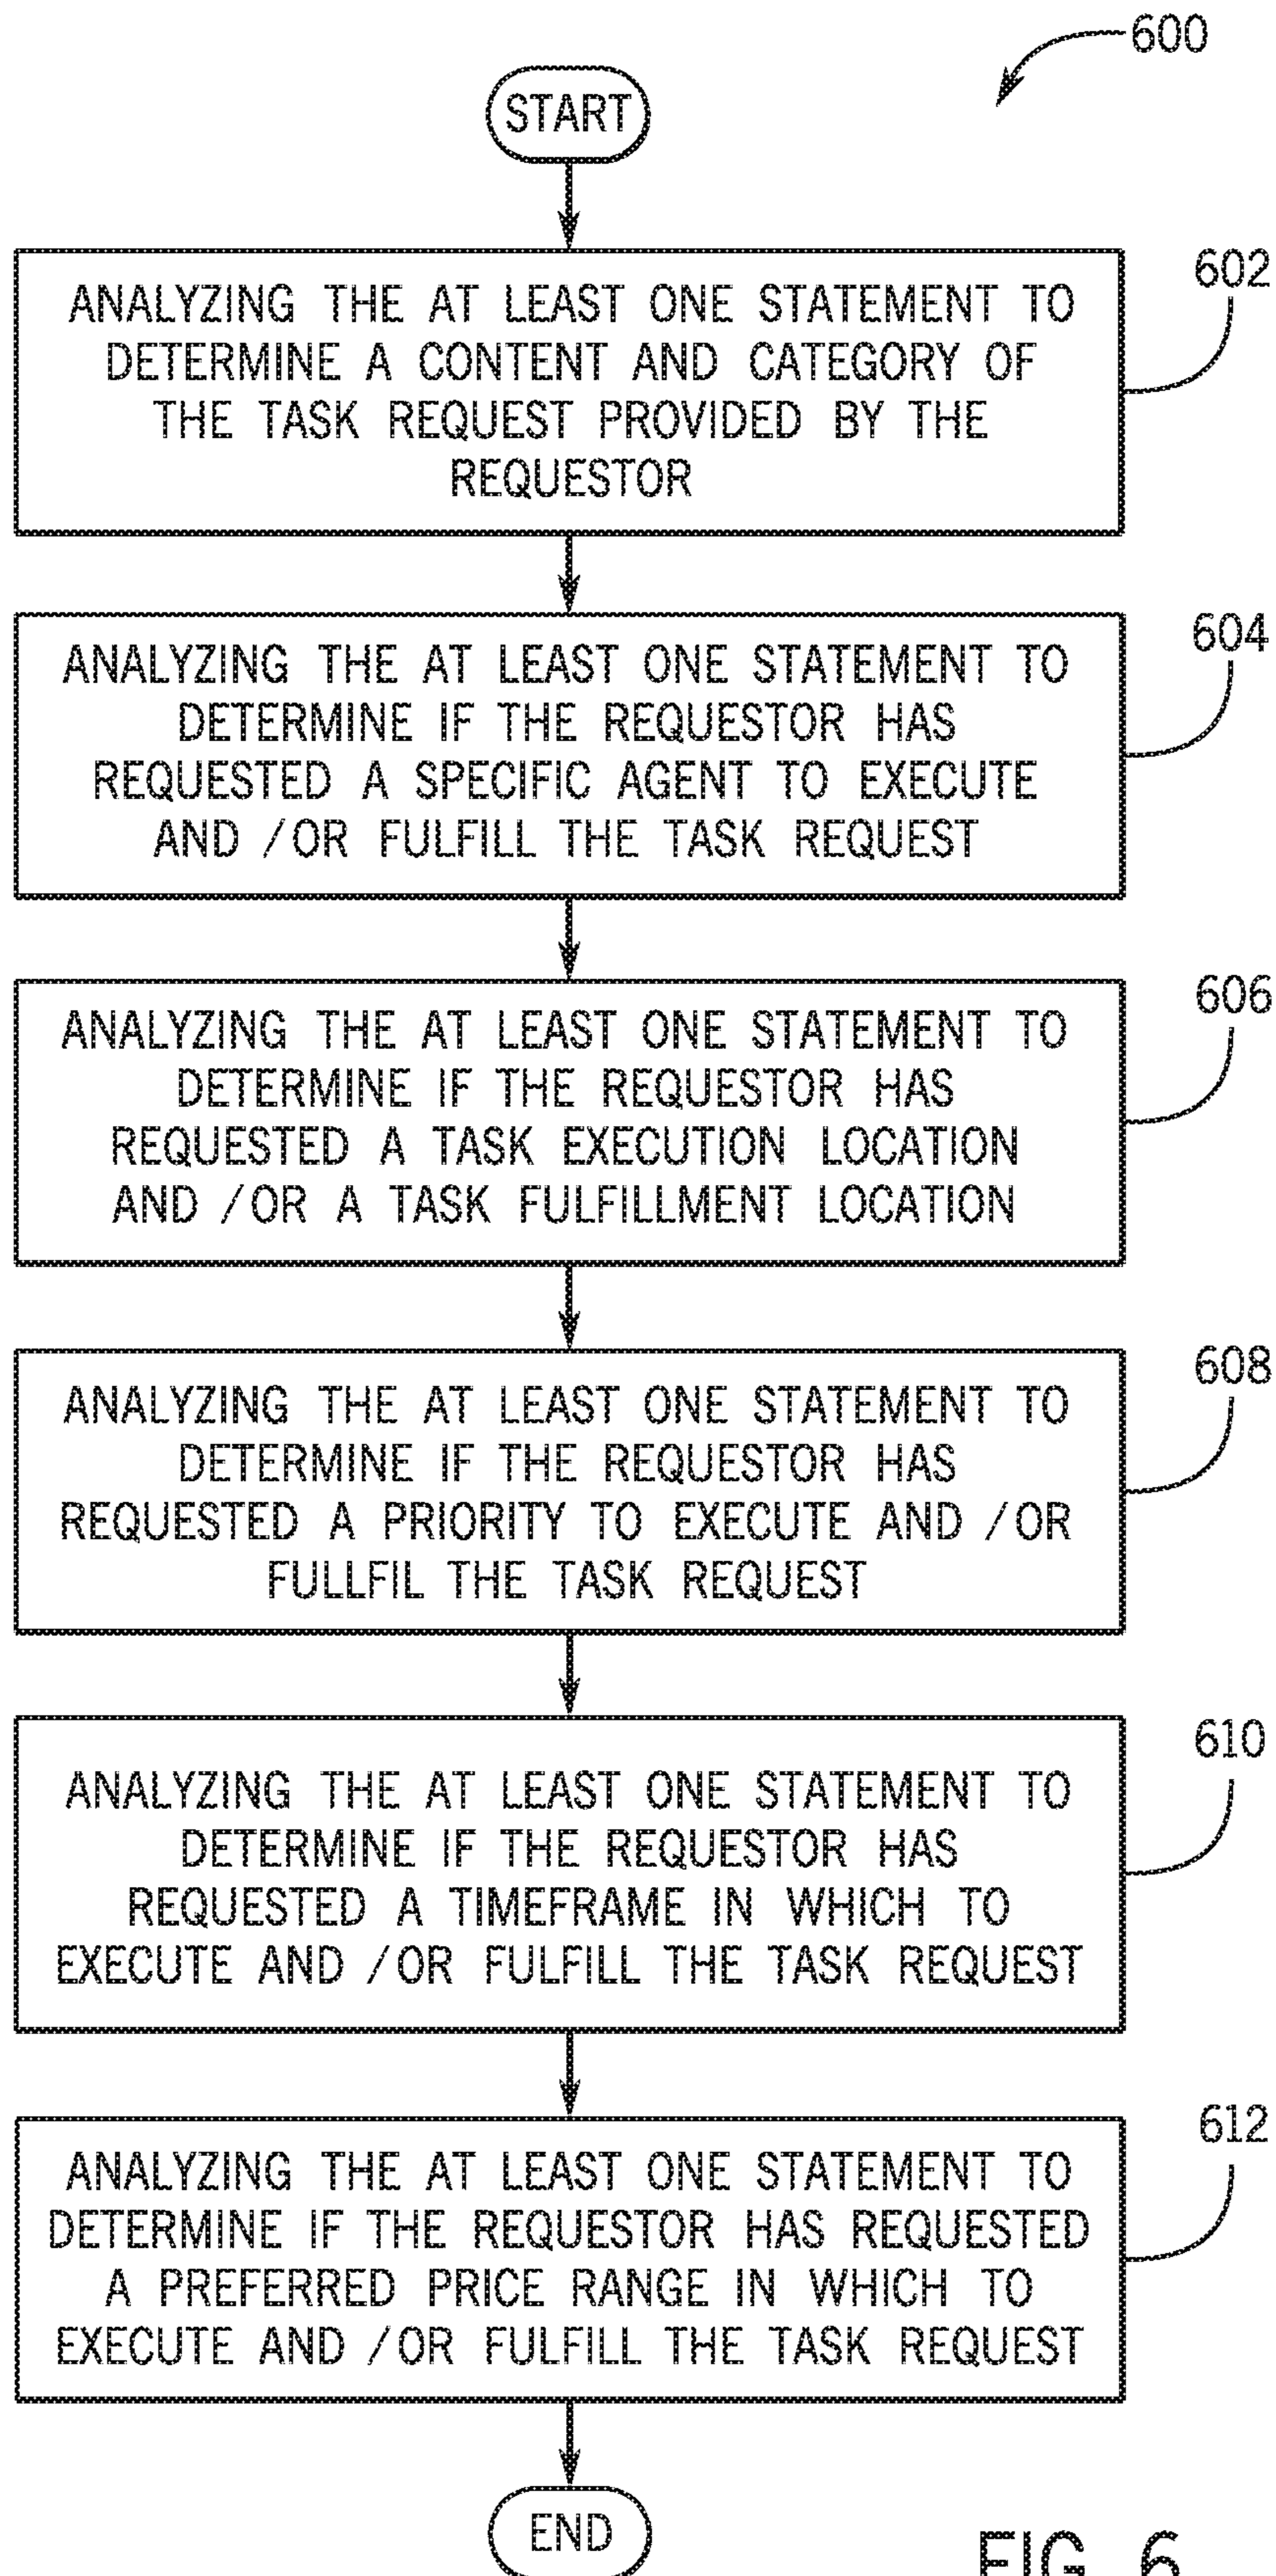 600
START
602
ANALYZING THE AT LEAST ONE STATEMENT TO
DETERMINE A CONTENT AND CATEGORY OF
THE TASK REQUEST PROVIDED BY THE
REQUESTOR
604
ANALYZING THE AT LEAST ONE STATEMENT TO
DETERMINE IF THE REQUESTOR HAS
REQUESTED A SPECIFIC AGENT TO EXECUTE
AND /OR FULFILL THE TASK REQUEST
606
ANALYZING THE AT LEAST ONE STATEMENT TO
DETERMINE IF THE REQUESTOR HAS
REQUESTED A TASK EXECUTION LOCATION
AND /OR A TASK FULFILLMENT LOCATION
608
ANALYZING THE AT LEAST ONE STATEMENT TO
DETERMINE IF THE REQUESTOR HAS
REQUESTED A PRIORITY TO EXECUTE AND /OR
FULLFIL THE TASK REQUEST
610
ANALYZING THE AT LEAST ONE STATEMENT TO
DETERMINE IF THE REQUESTOR HAS
REQUESTED A TIMEFRAME IN WHICH TO
EXECUTE AND /OR FULFILL THE TASK REQUEST
612
ANALYZING THE AT LEAST ONE STATEMENT TO
DETERMINE IF THE REQUESTOR HAS REQUESTED
A PREFERRED PRICE RANGE IN WHICH TO
EXECUTE AND /OR FULFILL THE TASK REQUEST
END
FIG. 6